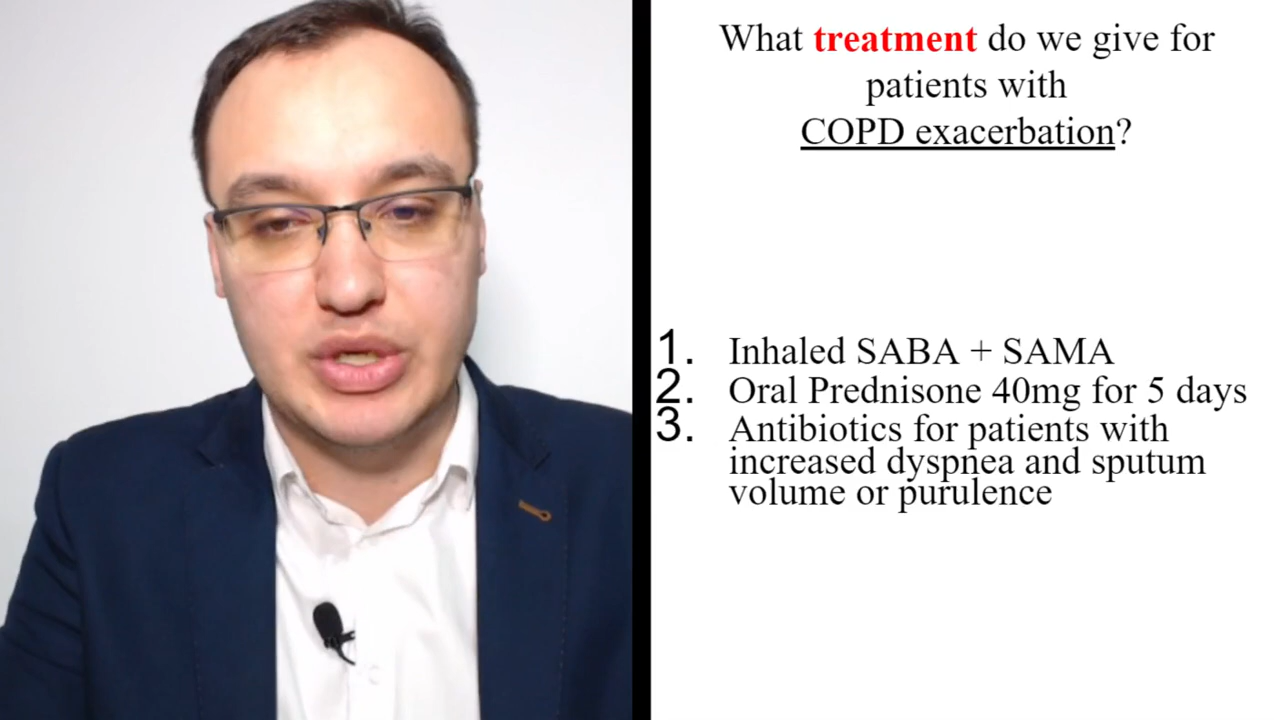 What treatment do we give for
patients with
COPD exacerbation?
1. Inhaled SABA + SAMA
2. Oral Prednisone 40mg for 5 days
3. Antibiotics for patients with
increased dyspnea and sputum
volume or purulence